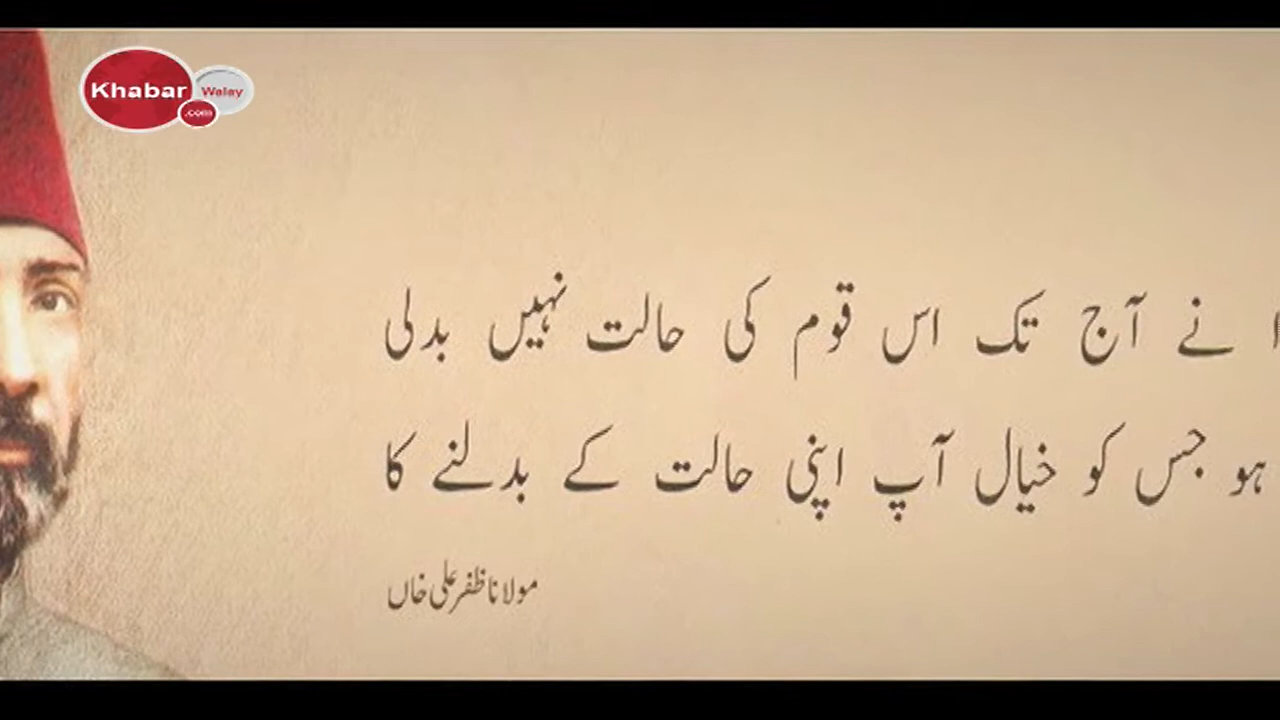 Khabar
Walay
.com
نے آج تک اس قوم کی حالت نہیں بدلی
ہو جس کو خیال آپ اپنی حالت کے بدلنے کا
مولانا ظفر علی خاں